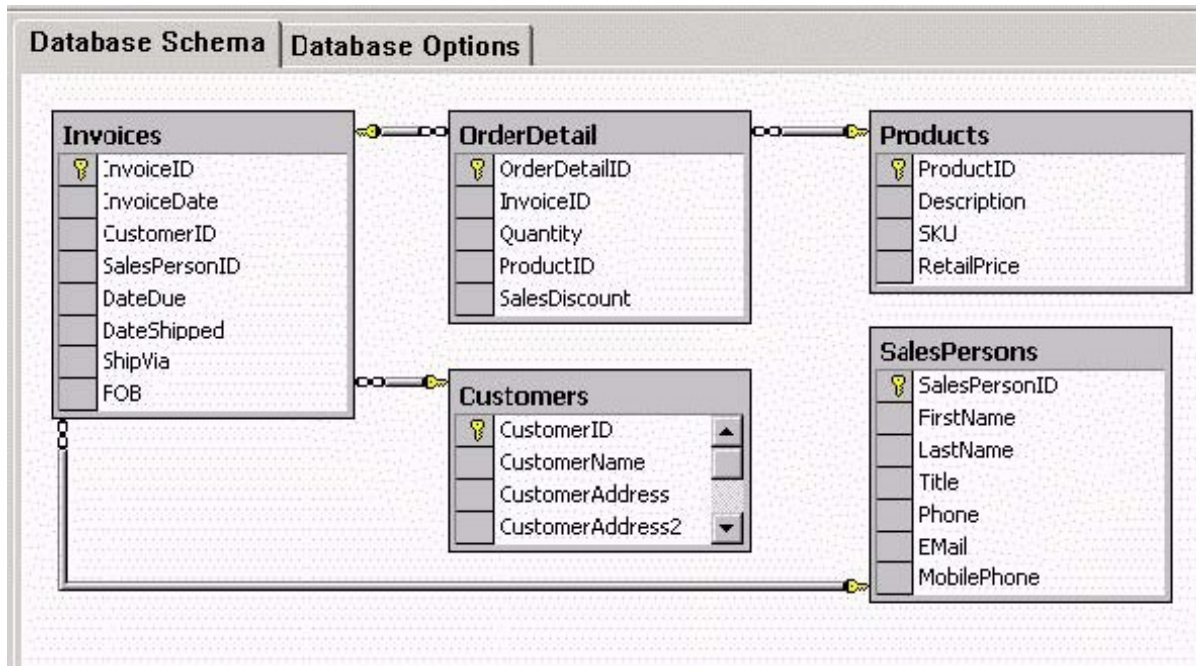 Database Schema
Database Options
Invoices
InvoiceID
InvoiceDate
CustomerID
SalesPersonID
DateDue
DateShipped
ShipVia
FOB
OrderDetail
OrderDetailID
InvoiceID
Quantity
ProductID
SalesDiscount
Products
ProductID
Description
SKU
RetailPrice
Customers
CustomerID
CustomerName
CustomerAddress
CustomerAddress2
SalesPersons
SalesPersonID
FirstName
LastName
Title
Phone
EMail
MobilePhone